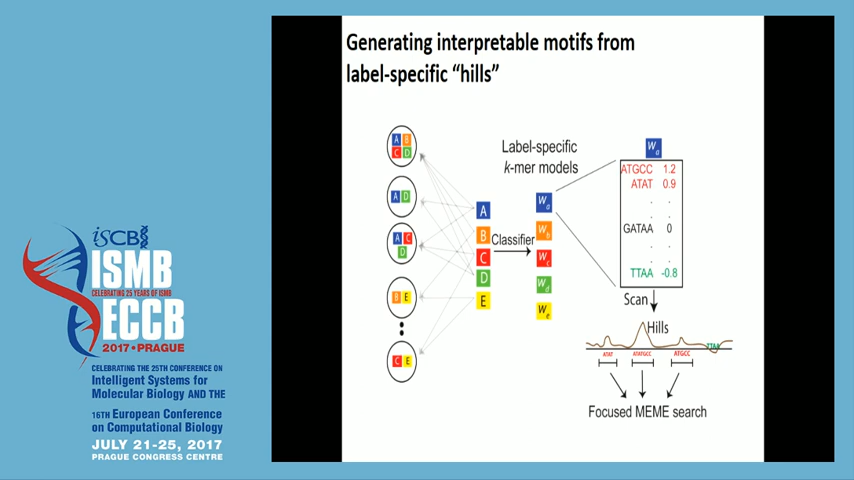 Generating interpretable motifs from
label-specific “hills”
A B
C D
A D
A C
D
B E
C E
A
B
C
D
E
Classifier
Label-specific
k-mer models
Wa
Wb
Wc
Wd
We
Wa
ATGCC 1.2
ATAT 0.9
GATAA 0
TTAA -0.8
Scan
Hills
ATAT
ATATGCC
ATGCC
TTAA
Focused MEME search
iSCB
ISMB
CELEBRATING 25 YEARS OF ISMB
ECCB
2017 • PRAGUE
CELEBRATING THE 25TH CONFERENCE ON
Intelligent Systems for
Molecular Biology AND THE
16TH European Conference
on Computational Biology
JULY 21-25, 2017
PRAGUE CONGRESS CENTRE